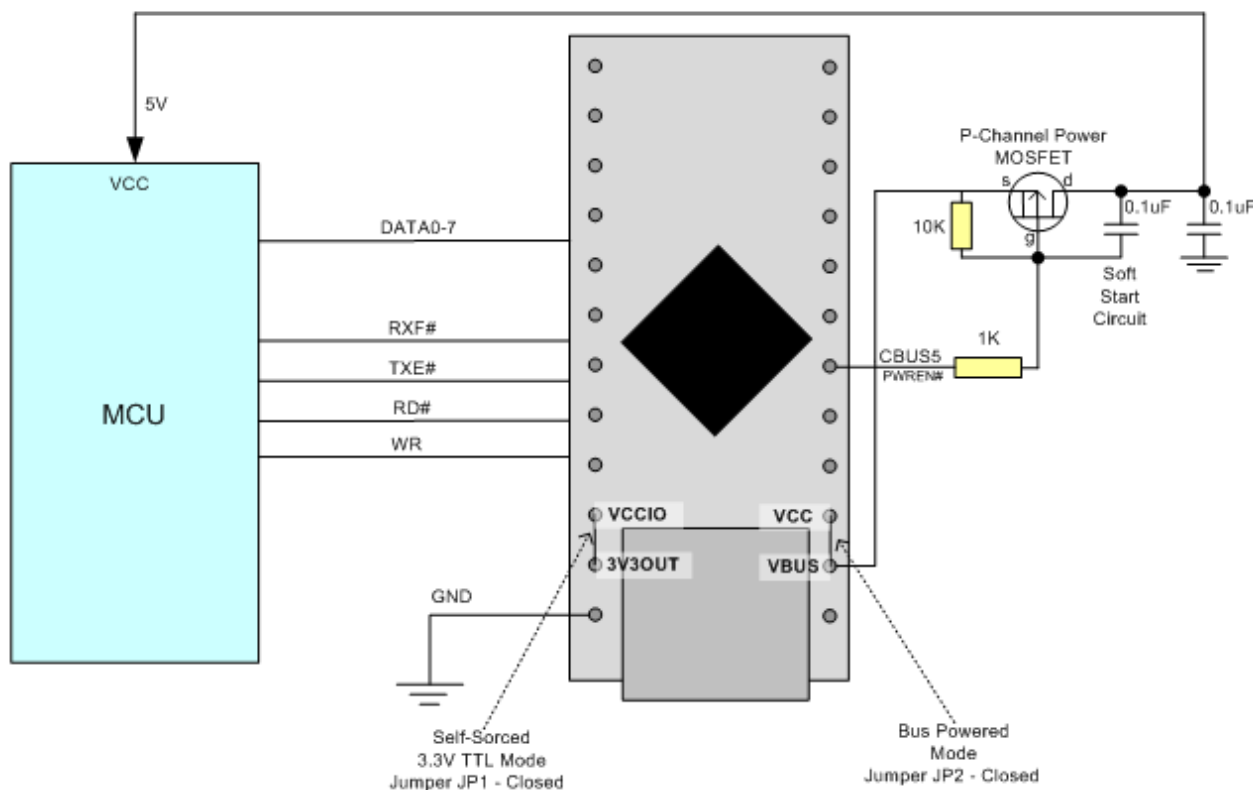 5V
VCC
DATA0-7
RXF#
TXE#
RD#
WR
MCU
P-Channel Power
MOSFET
s
d
g
10K
0.1uF
0.1uF
Soft
Start
Circuit
1K
CBUS5
PWREN#
VCCIO
VCC
3V3OUT
VBUS
GND
Self-Sorced
3.3V TTL Mode
Jumper JP1 - Closed
Bus Powered
Mode
Jumper JP2 - Closed